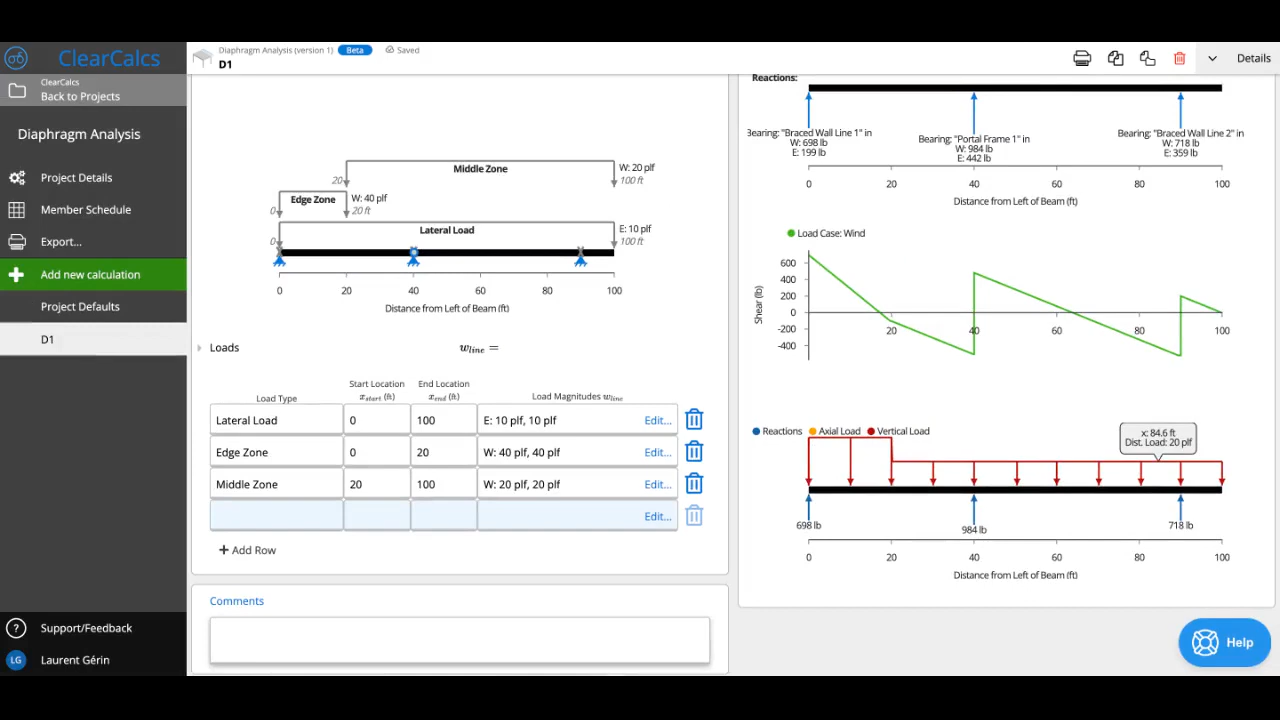 ClearCalcs
ClearCalcs
Back to Projects
Diaphragm Analysis
Project Details
Member Schedule
Export...
Add new calculation
Project Defaults
D1
Support/Feedback
LG
Laurent Gérin
Diaphragm Analysis (version 1)
Beta
Saved
D1
Details
Middle Zone
W: 20 plf
20
100 ft
Edge Zone
W: 40 plf
0
20 ft
Lateral Load
E: 10 plf
0
100 ft
0 20 40 60 80 100
Distance from Left of Beam (ft)
Loads
w line =
Load Type
Start Location x start (ft)
End Location x end (ft)
Load Magnitudes w line
Lateral Load 0 100 E: 10 plf, 10 plf Edit...
Edge Zone 0 20 W: 40 plf, 40 plf Edit...
Middle Zone 20 100 W: 20 plf, 20 plf Edit...
Edit...
+ Add Row
Comments
Reactions:
Bearing: "Braced Wall Line 1" in
W: 698 lb
E: 199 lb
Bearing: "Portal Frame 1" in
W: 984 lb
E: 442 lb
Bearing: "Braced Wall Line 2" in
W: 718 lb
E: 359 lb
0 20 40 60 80 100
Distance from Left of Beam (ft)
Load Case: Wind
Shear (lb)
600
400
200
0
-200
-400
20 40 60 80 100
Reactions Axial Load Vertical Load
x: 84.6 ft
Dist. Load: 20 plf
698 lb
984 lb
718 lb
0 20 40 60 80 100
Distance from Left of Beam (ft)
Help